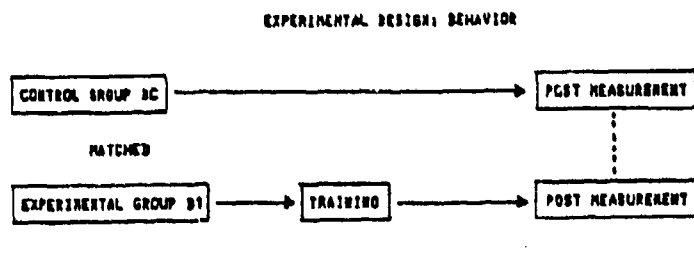 EXPERIMENTAL DESIGN: BEHAVIOR
CONTROL GROUP BC
POST MEASUREMENT
MATCHED
EXPERIMENTAL GROUP B1
TRAINING
POST MEASUREMENT